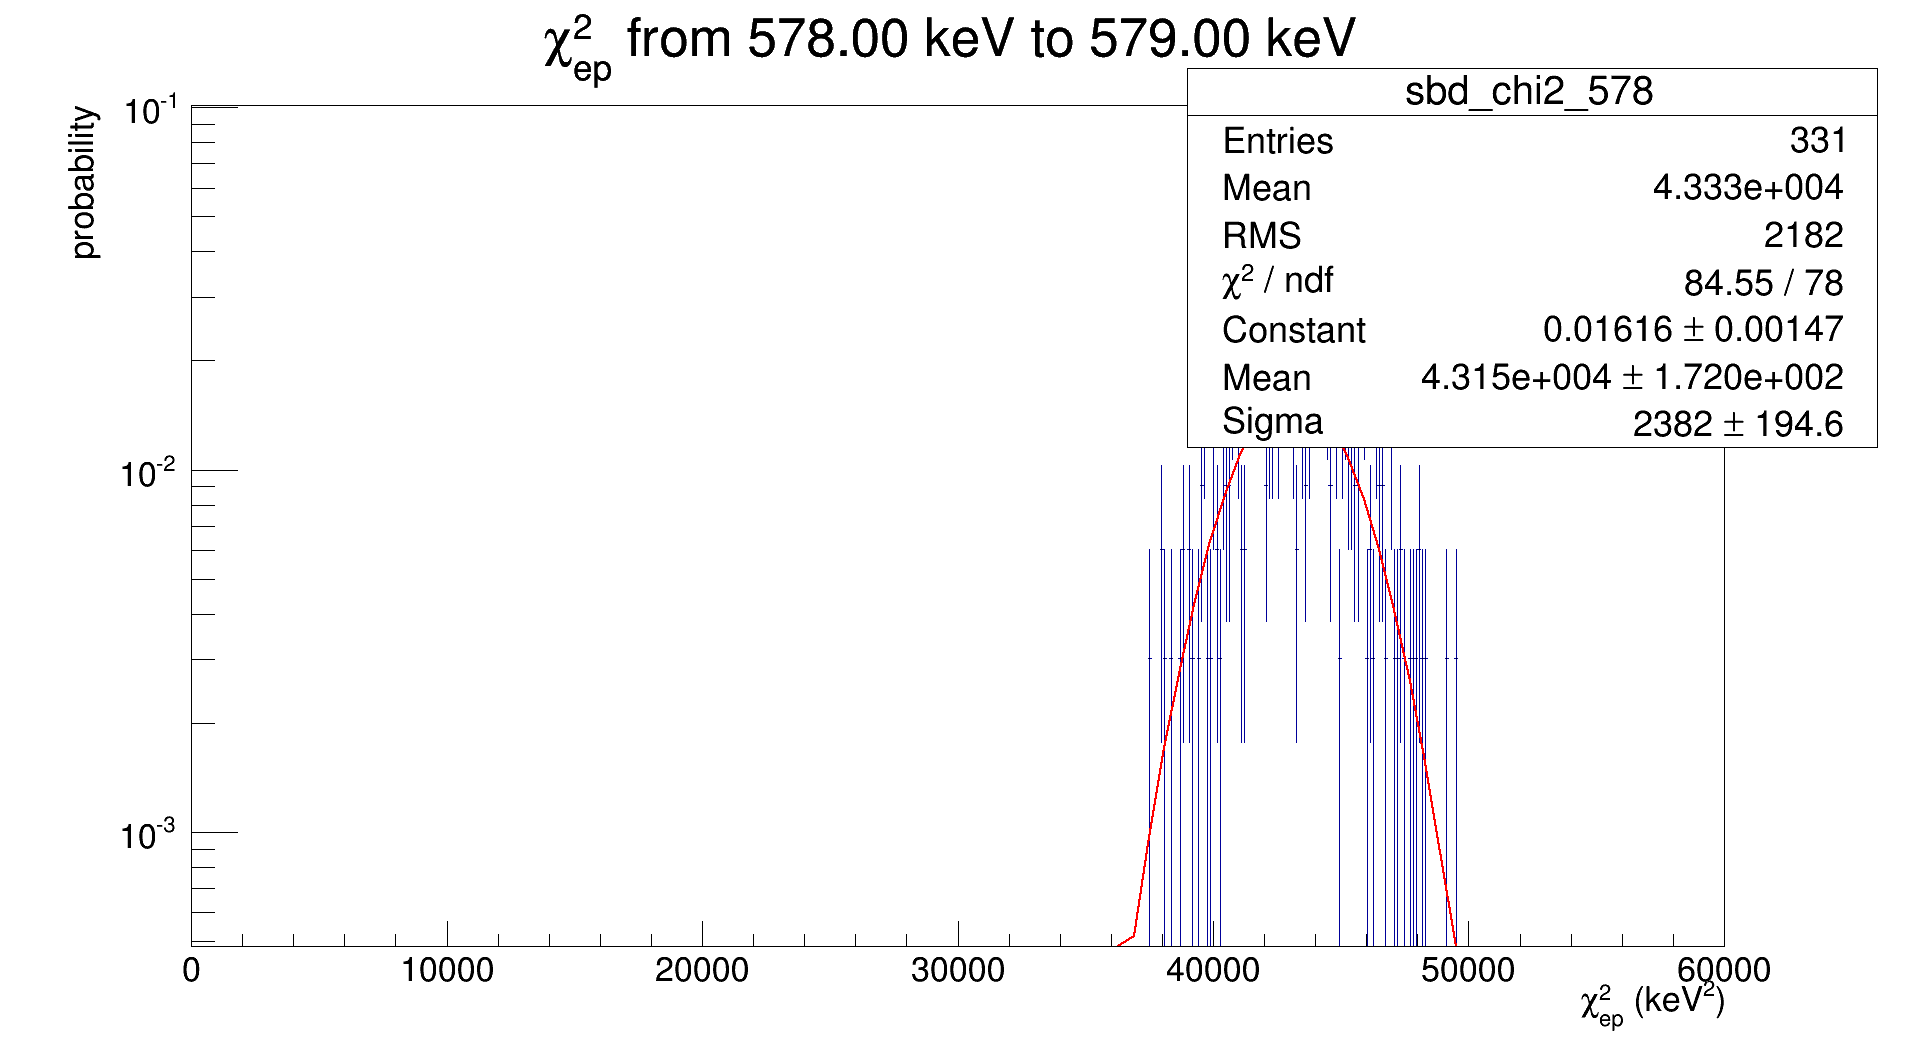 χ²ep from 578.00 keV to 579.00 keV
sbd_chi2_578
Entries 331
Mean 4.333e+004
RMS 2182
χ² / ndf 84.55 / 78
Constant 0.01616 ± 0.00147
Mean 4.315e+004 ± 1.720e+002
Sigma 2382 ± 194.6
probability
10⁻¹
10⁻²
10⁻³
0 10000 20000 30000 40000 50000 60000
χ²ep (keV²)